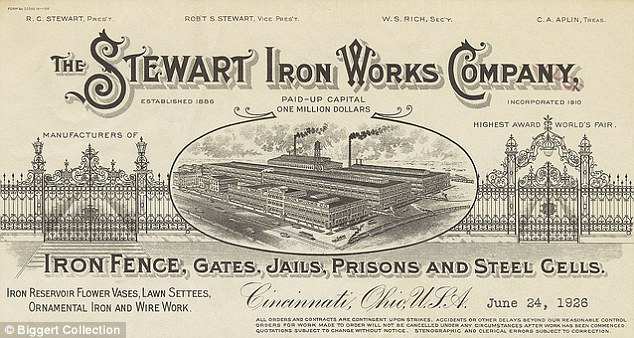 R. C. STEWART, PRES'T.
ROB'T S. STEWART, VICE PRES'T.
W. S. RICH, SEC'Y.
C. A. APLIN, TREAS.
THE STEWART IRON WORKS COMPANY,
ESTABLISHED 1886
PAID-UP CAPITAL
ONE MILLION DOLLARS
INCORPORATED 1910
MANUFACTURERS OF
HIGHEST AWARD WORLD'S FAIR.
IRON FENCE, GATES, JAILS, PRISONS AND STEEL CELLS.
IRON RESERVOIR FLOWER VASES, LAWN SETTEES,
ORNAMENTAL IRON AND WIRE WORK.
Cincinnati, Ohio, U.S.A. June 24, 1926
ALL ORDERS AND CONTRACTS ARE CONTINGENT UPON STRIKES. ACCIDENTS OR OTHER DELAYS BEYOND OUR REASONABLE CONTROL
ORDERS FOR WORK MADE TO ORDER WILL NOT BE CANCELLED UNDER ANY CIRCUMSTANCES AFTER WORK HAS BEEN COMMENCED.
QUOTATIONS SUBJECT TO CHANGE WITHOUT NOTICE. STENOGRAPHIC AND CLERICAL ERRORS SUBJECT TO CORRECTION.
© Biggert Collection